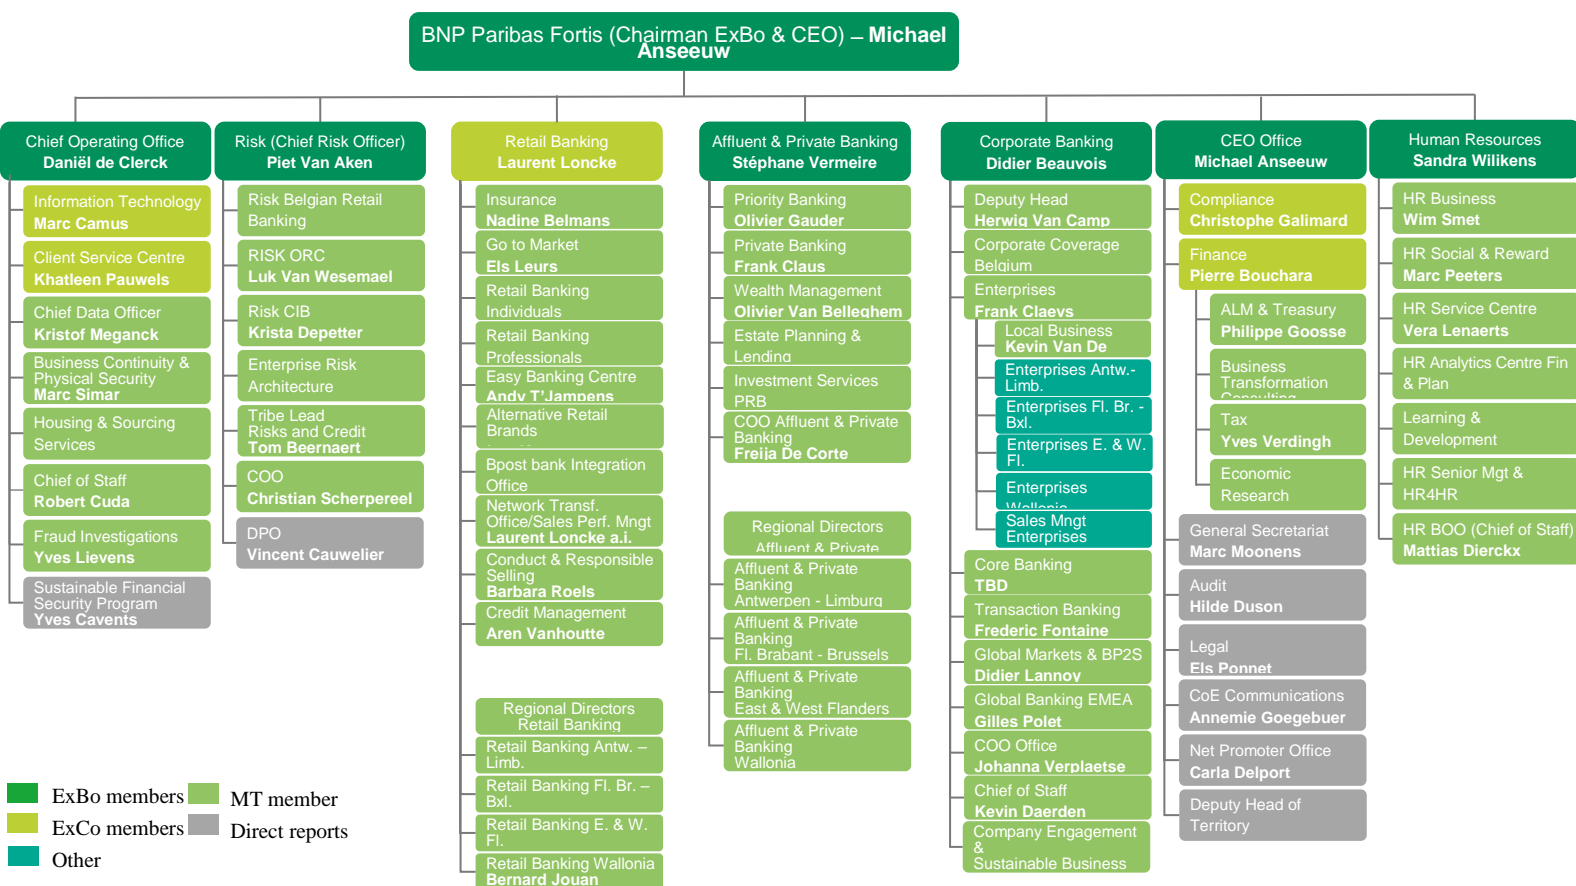 BNP Paribas Fortis (Chairman ExBo & CEO) – Michael
Anseeuw
Chief Operating Office
Daniël de Clerck
Information Technology
Marc Camus
Client Service Centre
Khatleen Pauwels
Chief Data Officer
Kristof Meganck
Business Continuity &
Physical Security
Marc Simar
Housing & Sourcing
Services
Chief of Staff
Robert Cuda
Fraud Investigations
Yves Lievens
Sustainable Financial
Security Program
Yves Cavents
Risk (Chief Risk Officer)
Piet Van Aken
Risk Belgian Retail
Banking
RISK ORC
Luk Van Wesemael
Risk CIB
Krista Depetter
Enterprise Risk
Architecture
Tribe Lead
Risks and Credit
Tom Beernaert
COO
Christian Scherpereel
DPO
Vincent Cauwelier
Retail Banking
Laurent Loncke
Insurance
Nadine Belmans
Go to Market
Els Leurs
Retail Banking
Individuals
Retail Banking
Professionals
Easy Banking Centre
Andy T'Jampens
Alternative Retail
Brands
Bpost bank Integration
Office
Network Transf.
Office/Sales Perf. Mngt
Laurent Loncke a.i.
Conduct & Responsible
Selling
Barbara Roels
Credit Management
Aren Vanhoutte
Regional Directors
Retail Banking
Retail Banking Antw. –
Limb.
Retail Banking Fl. Br. –
Bxl.
Retail Banking E. & W.
Fl.
Retail Banking Wallonia
Bernard Jouan
Affluent & Private Banking
Stéphane Vermeire
Priority Banking
Olivier Gauder
Private Banking
Frank Claus
Wealth Management
Olivier Van Belleghem
Estate Planning &
Lending
Investment Services
PRB
COO Affluent & Private
Banking
Freija De Corte
Regional Directors
Affluent & Private
Affluent & Private
Banking
Antwerpen - Limburg
Affluent & Private
Banking
Fl. Brabant - Brussels
Affluent & Private
Banking
East & West Flanders
Affluent & Private
Banking
Wallonia
Corporate Banking
Didier Beauvois
Deputy Head
Herwig Van Camp
Corporate Coverage
Belgium
Enterprises
Frank Claeys
Local Business
Kevin Van De
Enterprises Antw.-
Limb.
Enterprises Fl. Br. -
Bxl.
Enterprises E. & W.
Fl.
Enterprises
Wallonia
Sales Mngt
Enterprises
Core Banking
TBD
Transaction Banking
Frederic Fontaine
Global Markets & BP2S
Didier Lannoy
Global Banking EMEA
Gilles Polet
COO Office
Johanna Verplaetse
Chief of Staff
Kevin Daerden
Company Engagement
&
Sustainable Business
CEO Office
Michael Anseeuw
Compliance
Christophe Galimard
Finance
Pierre Bouchara
ALM & Treasury
Philippe Goosse
Business
Transformation
Consulting
Tax
Yves Verdingh
Economic
Research
General Secretariat
Marc Moonens
Audit
Hilde Duson
Legal
Els Ponnet
CoE Communications
Annemie Goegebuer
Net Promoter Office
Carla Delport
Deputy Head of
Territory
Human Resources
Sandra Wilikens
HR Business
Wim Smet
HR Social & Reward
Marc Peeters
HR Service Centre
Vera Lenaerts
HR Analytics Centre Fin
& Plan
Learning &
Development
HR Senior Mgt &
HR4HR
HR BOO (Chief of Staff)
Mattias Dierckx
ExBo members
MT member
ExCo members
Direct reports
Other